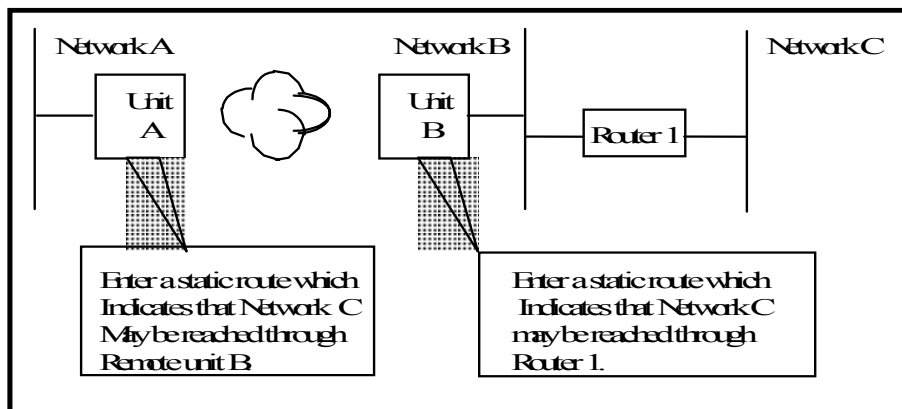 Network A
Network B
Network C
Unit
A
Unit
B
Router 1
Enter a static route which
Indicates that Network C
May be reached through
Remote unit B.
Enter a static route which
Indicates that Network C
may be reached through
Router 1.